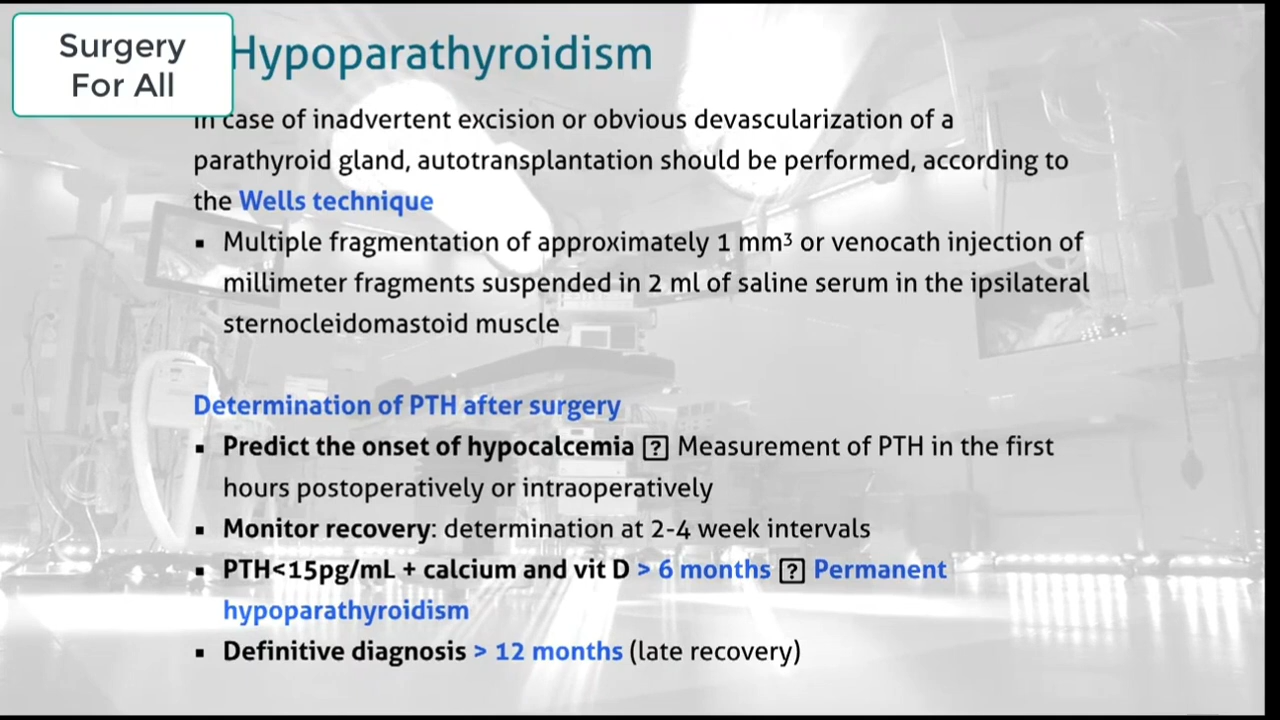 Surgery
For All
Hypoparathyroidism
In case of inadvertent excision or obvious devascularization of a
parathyroid gland, autotransplantation should be performed, according to
the Wells technique
▪ Multiple fragmentation of approximately 1 mm³ or venocath injection of
millimeter fragments suspended in 2 ml of saline serum in the ipsilateral
sternocleidomastoid muscle
Determination of PTH after surgery
▪ Predict the onset of hypocalcemia ⍰ Measurement of PTH in the first
hours postoperatively or intraoperatively
▪ Monitor recovery: determination at 2-4 week intervals
▪ PTH<15pg/mL + calcium and vit D > 6 months ⍰ Permanent
hypoparathyroidism
▪ Definitive diagnosis > 12 months (late recovery)